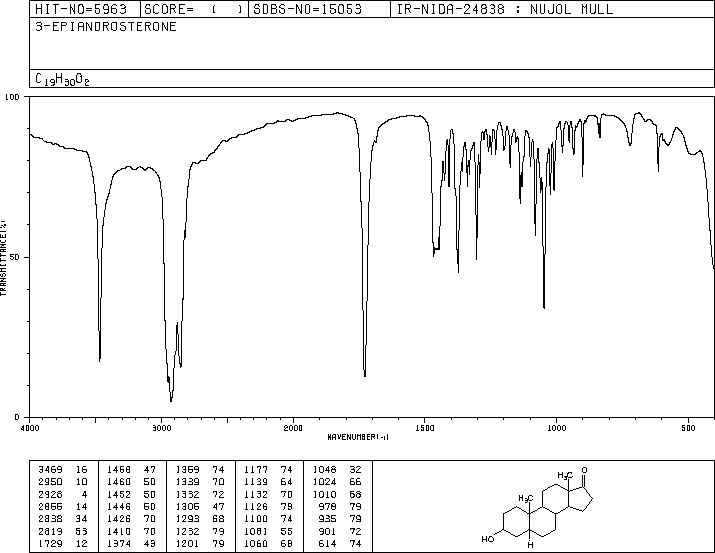 HIT-NO=5963 SCORE= ( ) SDBS-NO=15053 IR-NIDA-24838 : NUJOL MULL
3-EPIANDROSTERONE
C19H30O2
100
50
0
TRANSMITTANCE(%)
4000 3000 2000 1500 1000 500
WAVENUMBER(-1)
3469 16 1468 47 1359 74 1177 74 1048 32
2950 10 1460 50 1339 70 1139 64 1024 66
2928 4 1452 50 1332 72 1132 70 1010 68
2855 14 1446 50 1305 47 1126 79 978 79
2838 34 1426 70 1293 68 1100 74 935 79
2819 53 1410 70 1232 79 1081 55 901 72
1729 12 1374 43 1201 79 1060 68 614 74
H3C
O
CH3
HO
H